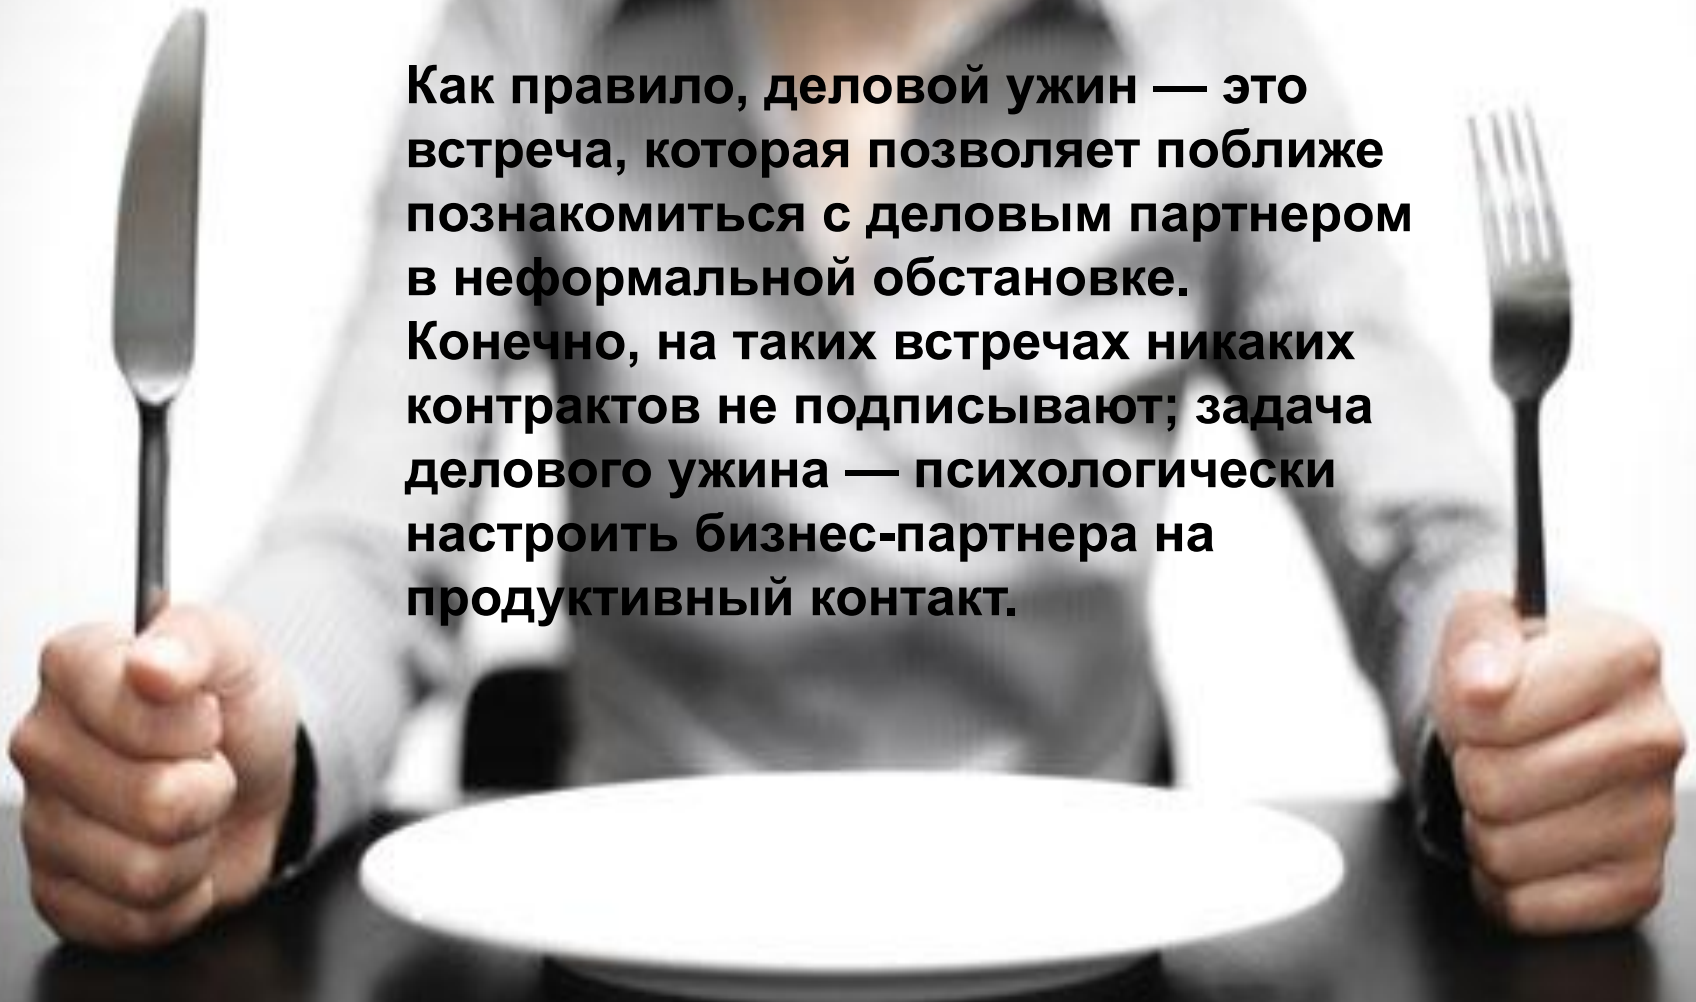 Как правило, деловой ужин — это
встреча, которая позволяет поближе
познакомиться с деловым партнером
в неформальной обстановке.
Конечно, на таких встречах никаких
контрактов не подписывают; задача
делового ужина — психологически
настроить бизнес-партнера на
продуктивный контакт.